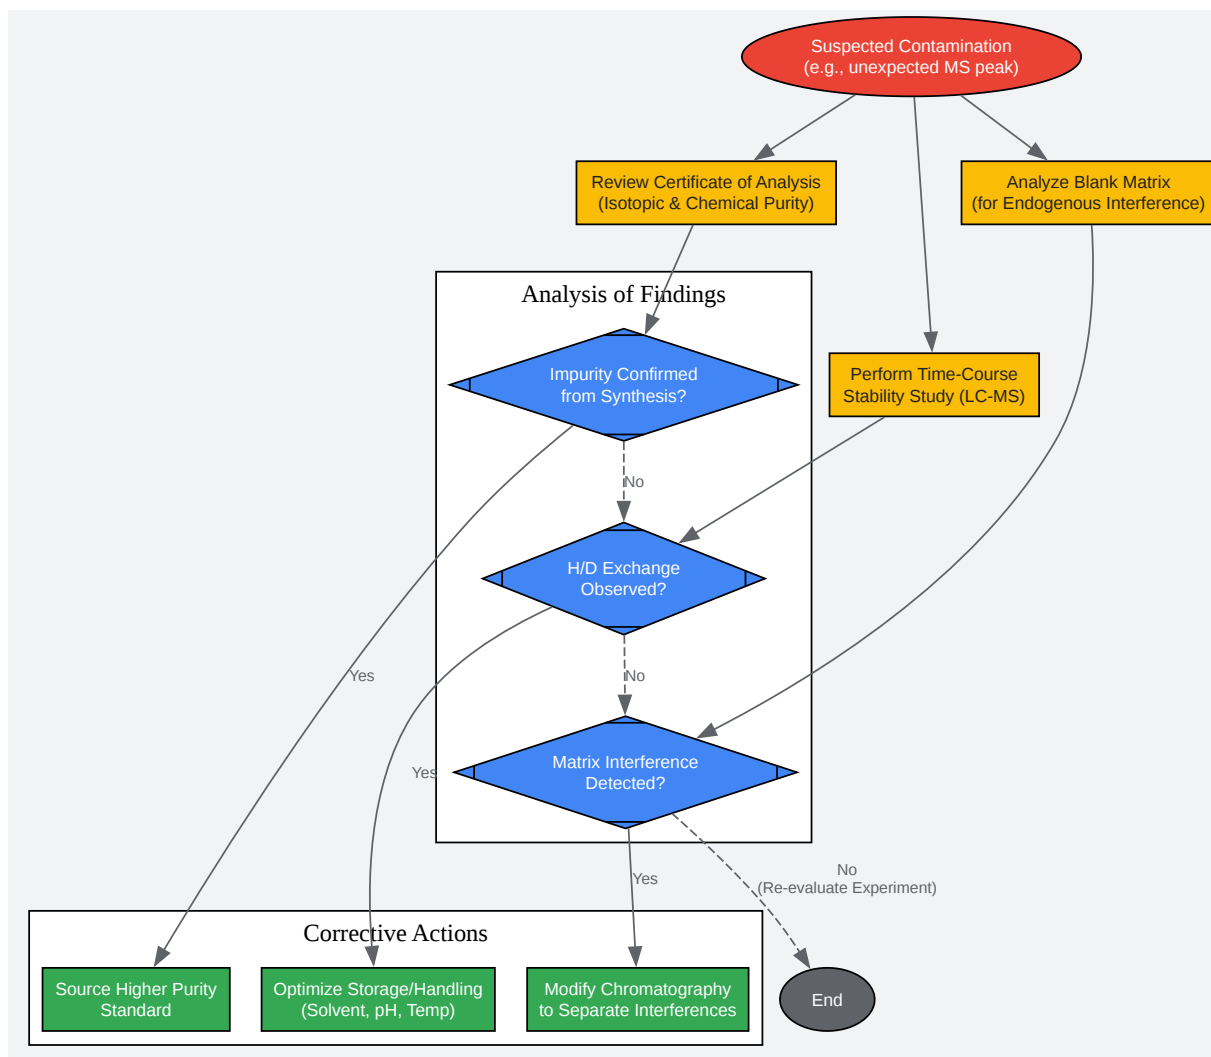 Suspected Contamination
(e.g., unexpected MS peak)
Review Certificate of Analysis
(Isotopic & Chemical Purity)
Analyze Blank Matrix
(for Endogenous Interference)
Analysis of Findings
Impurity Confirmed
from Synthesis?
Perform Time-Course
Stability Study (LC-MS)
No
H/D Exchange
Observed?
Yes
No
Matrix Interference
Detected?
Yes
Yes
No
(Re-evaluate Experiment)
Corrective Actions
Source Higher Purity
Standard
Optimize Storage/Handling
(Solvent, pH, Temp)
Modify Chromatography
to Separate Interferences
End